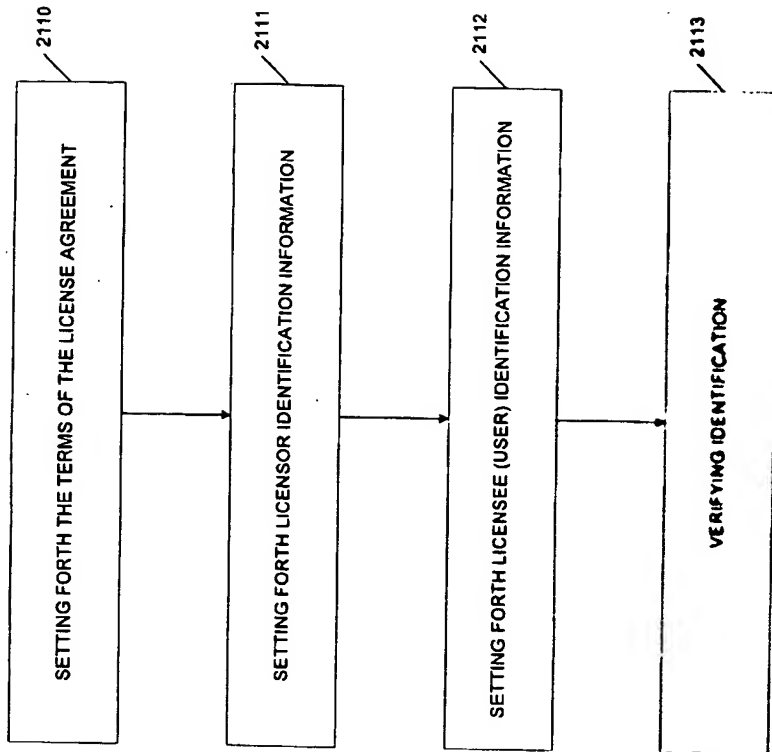 2110
SETTING FORTH THE TERMS OF THE LICENSE AGREEMENT
2111
SETTING FORTH LICENSOR IDENTIFICATION INFORMATION
2112
SETTING FORTH LICENSEE (USER) IDENTIFICATION INFORMATION
2113
VERIFYING IDENTIFICATION